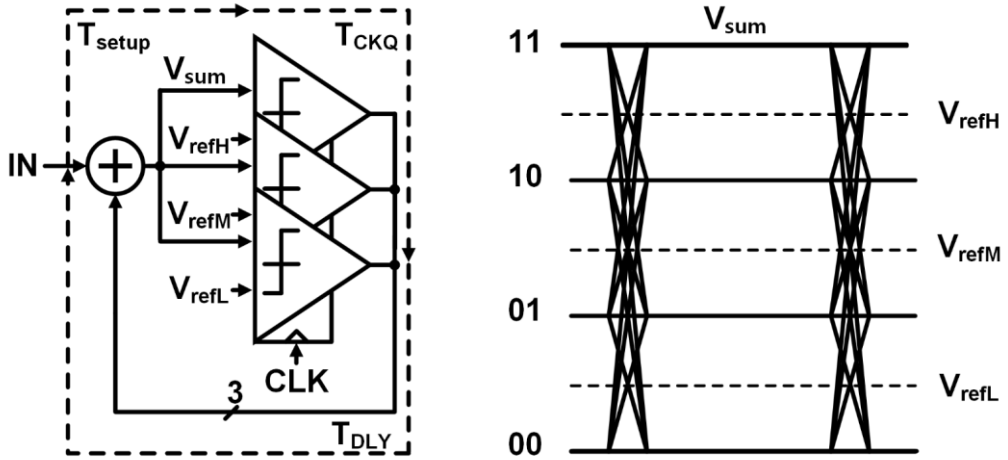 T_setup
T_CKQ
V_sum
V_refH
IN
V_refM
V_refL
CLK
3
T_DLY
V_sum
11
V_refH
10
V_refM
01
V_refL
00